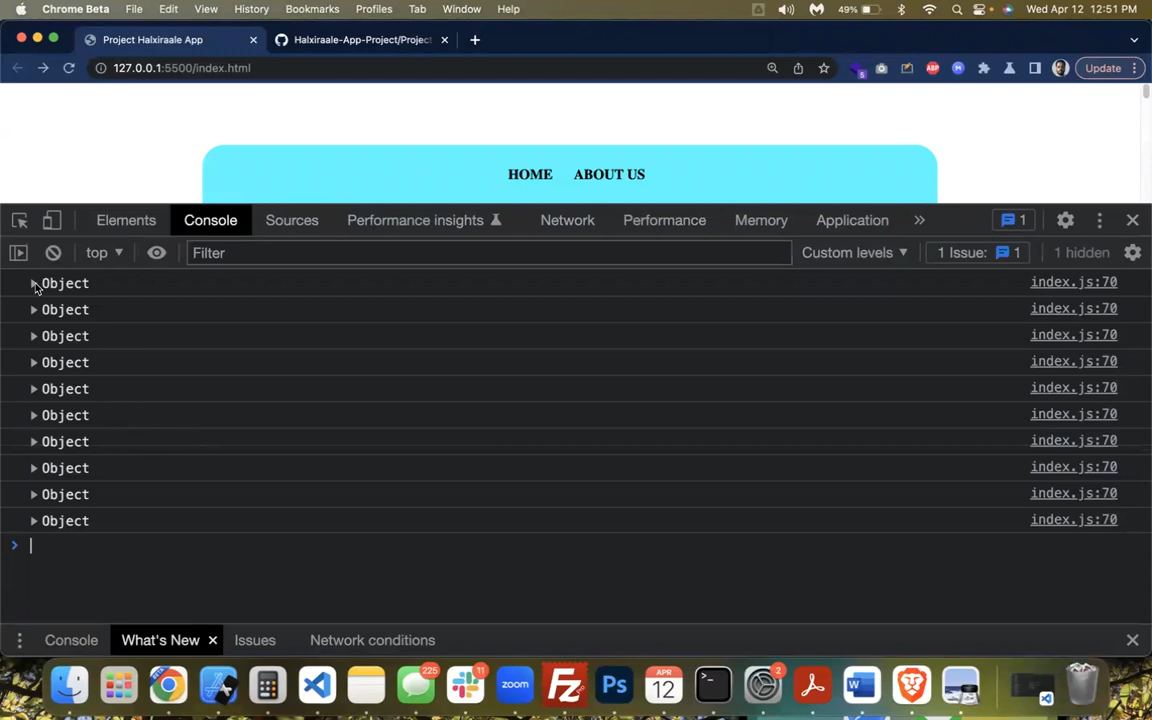 Chrome Beta File Edit View History Bookmarks Profiles Tab Window Help 49% Wed Apr 12 12:51 PM
Project Halxiraale App Halxiraale-App-Project/Project
127.0.0.1:5500/index.html 5 ABP M Update
HOME ABOUT US
Elements Console Sources Performance insights Network Performance Memory Application » 1
top Filter Custom levels 1 Issue: 1 1 hidden
Object index.js:70
Object index.js:70
Object index.js:70
Object index.js:70
Object index.js:70
Object index.js:70
Object index.js:70
Object index.js:70
Object index.js:70
Object index.js:70
>
Console What's New Issues Network conditions
225 11 zoom Fz Ps APR 12 >_ 2 W